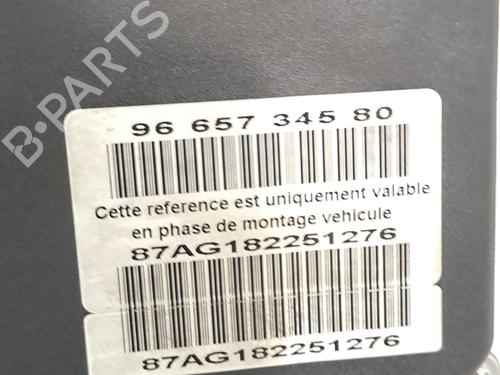 B-PARTS
96 657 345 80
Cette reference est uniquement valable
en phase de montage vehicule
87AG182251276
87AG182251276